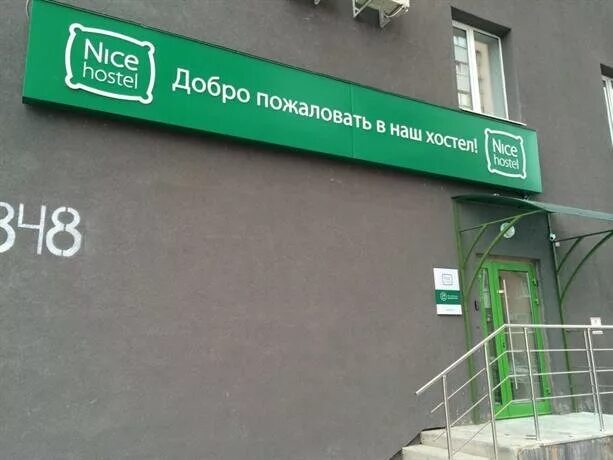 Nice
hostel
Добро пожаловать в наш хостел!
Nice
hostel
348